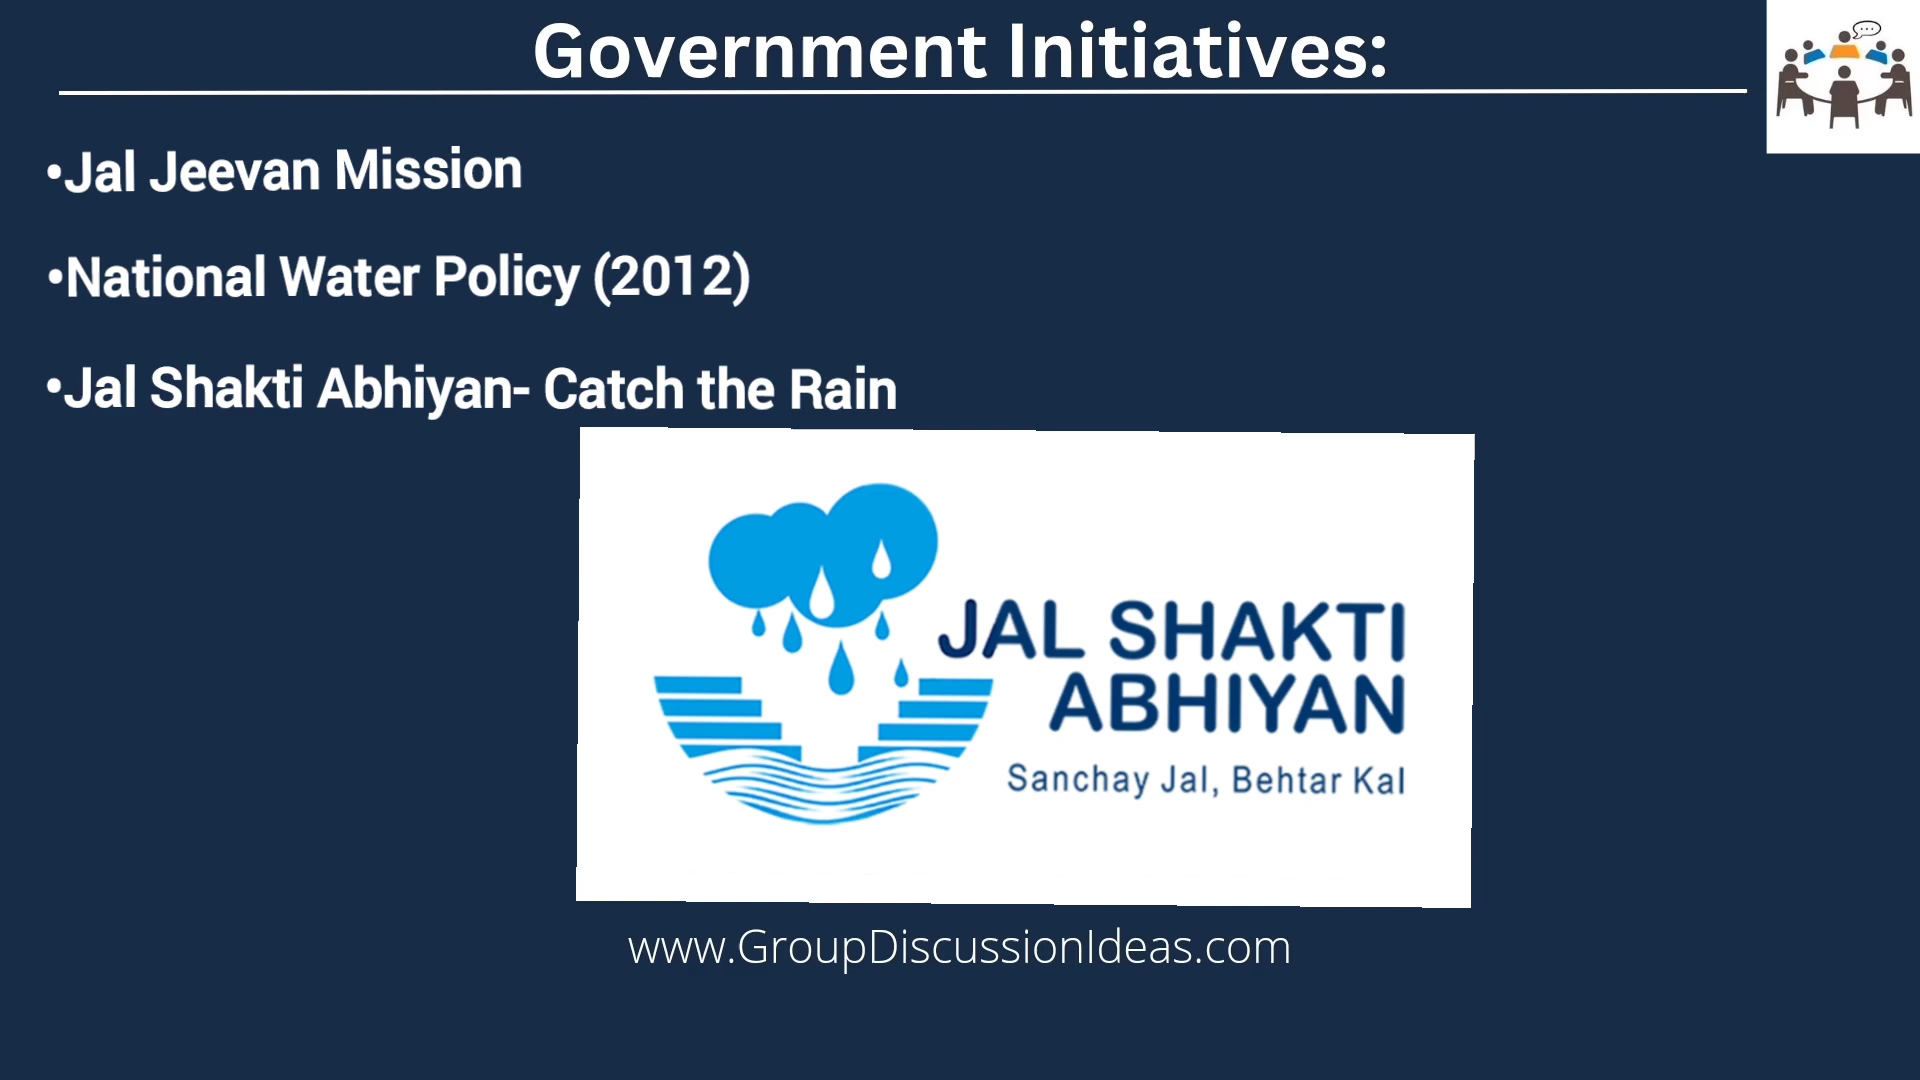 Government Initiatives:
•Jal Jeevan Mission
•National Water Policy (2012)
•Jal Shakti Abhiyan- Catch the Rain
JAL SHAKTI
ABHIYAN
Sanchay Jal, Behtar Kal
www.GroupDiscussionIdeas.com